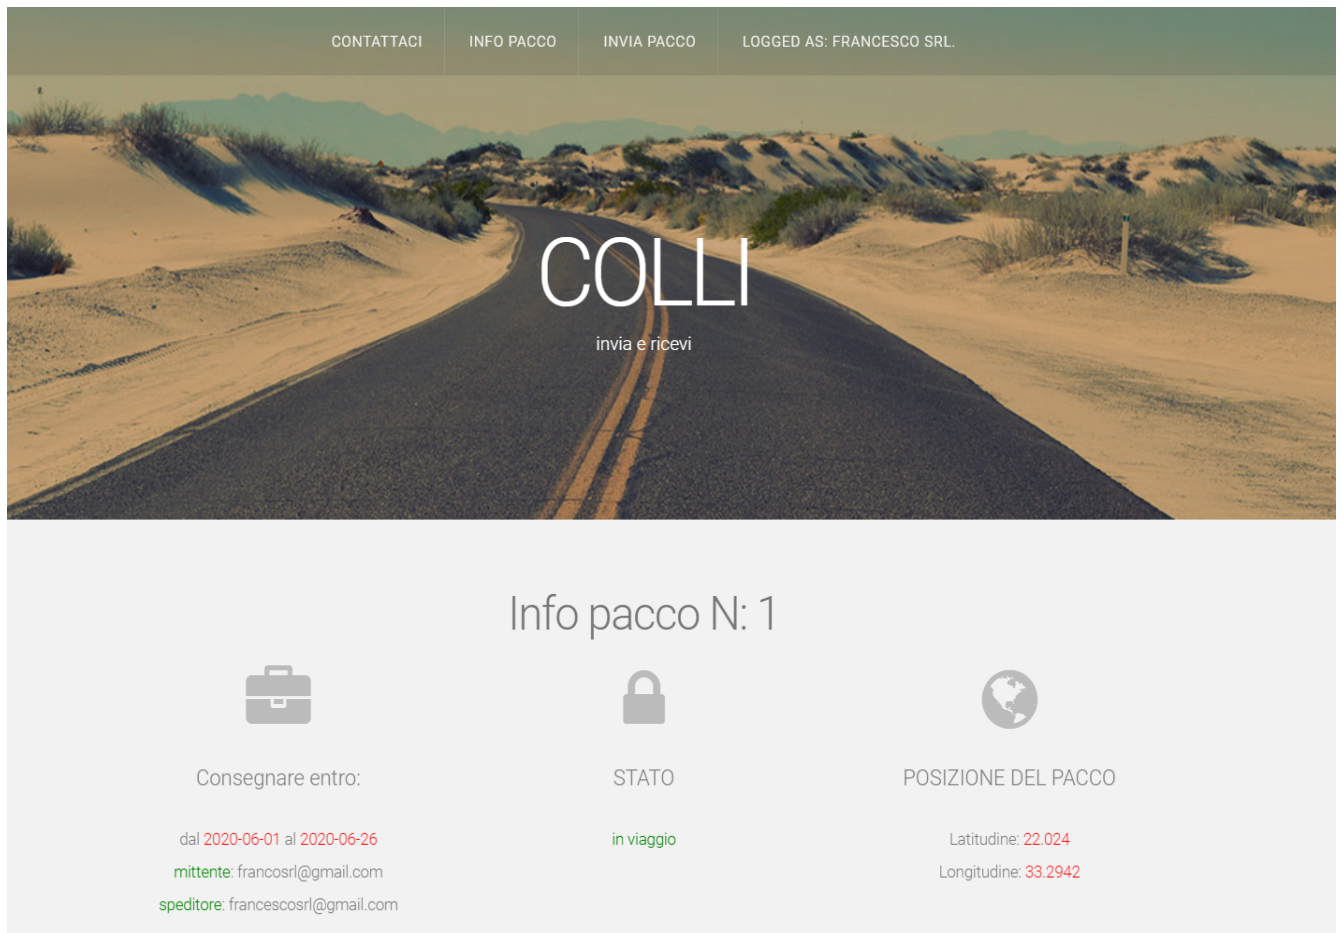 CONTATTACI INFO PACCO INVIA PACCO LOGGED AS: FRANCESCO SRL.
COLLI
invia e ricevi
Info pacco N: 1
Consegnare entro:
dal 2020-06-01 al 2020-06-26
mittente: francosrl@gmail.com
speditore: francescosrl@gmail.com
STATO
in viaggio
POSIZIONE DEL PACCO
Latitudine: 22.024
Longitudine: 33.2942